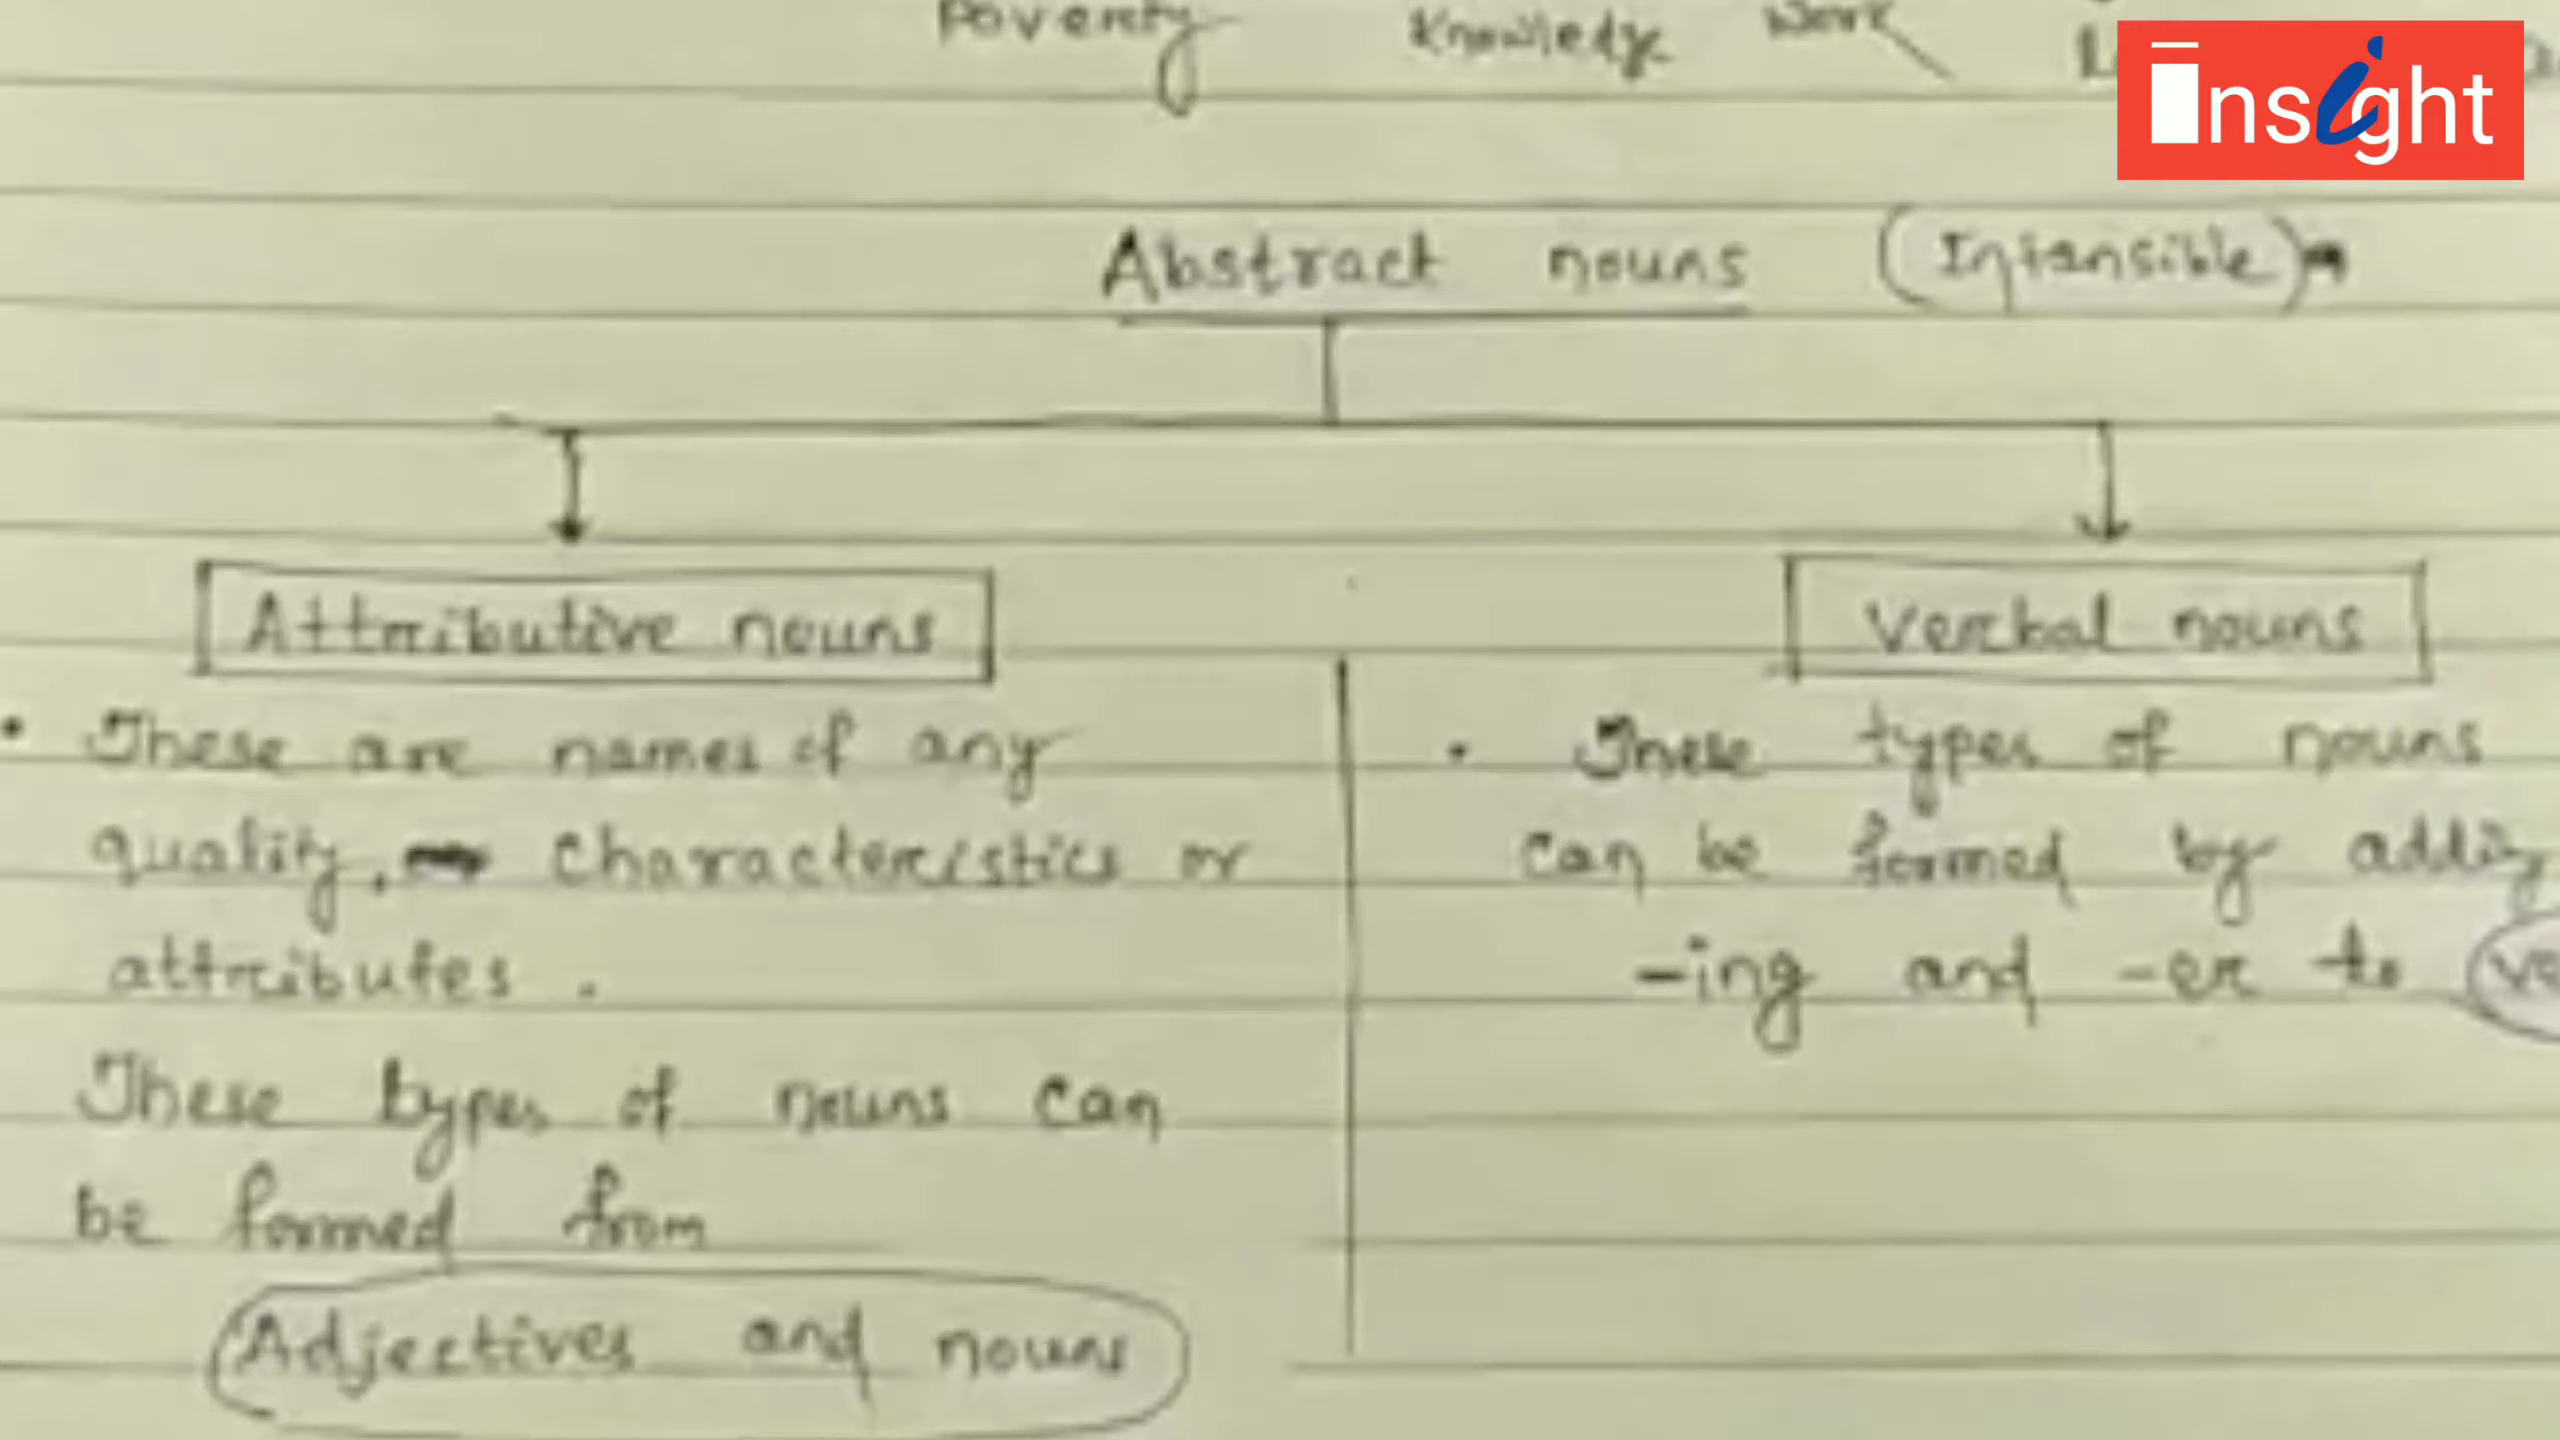 Poverty Knowledge Work
Insight
Abstract nouns (Intansible)
Attributive nouns
Verbal nouns
• These are names of any
quality, characteristics or
attributes.
These types of nouns can
be formed from
Adjectives and nouns
• These types of nouns
can be formed by adding
-ing and -er to